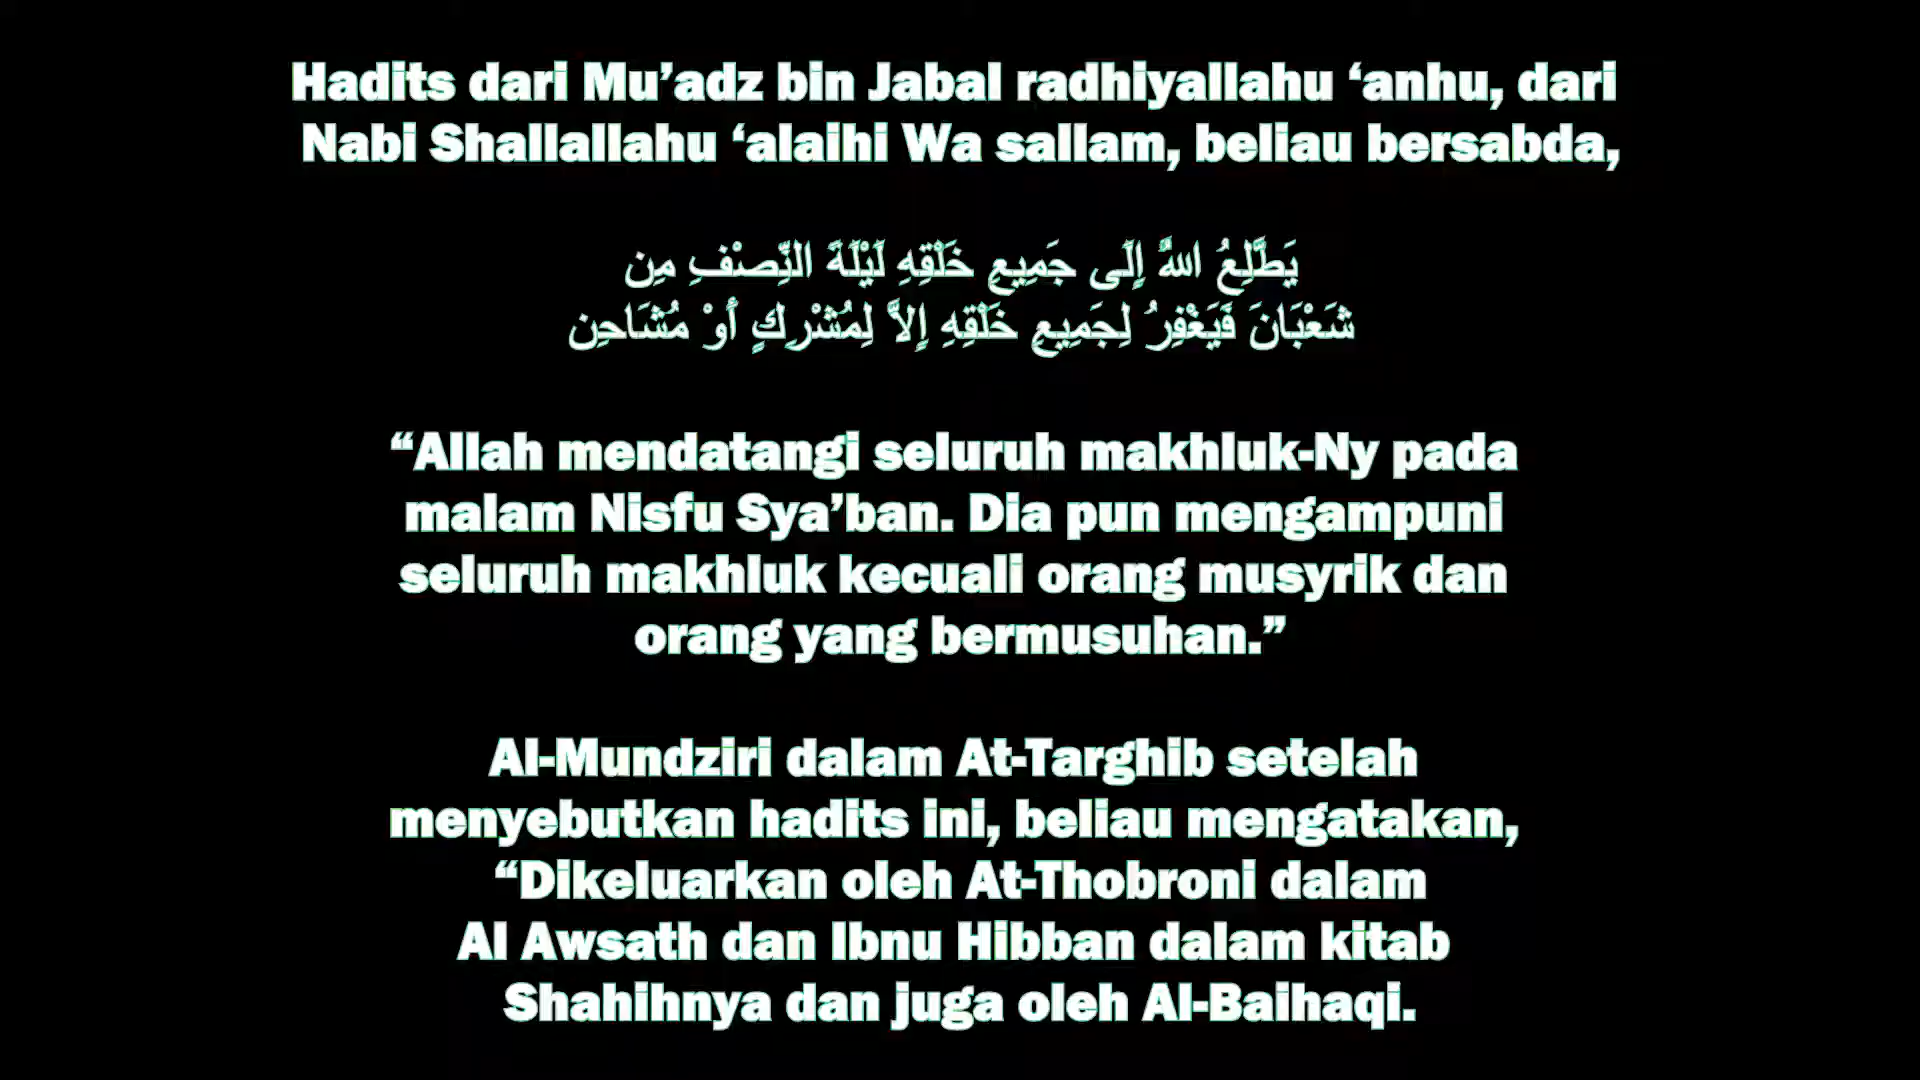 Hadits dari Mu’adz bin Jabal radhiyallahu ‘anhu, dari
Nabi Shallallahu ‘alaihi Wa sallam, beliau bersabda,
يَطَّلِعُ اللهُ إِلَى جَمِيعِ خَلْقِهِ لَيْلَةَ النِّصْفِ مِن
شَعْبَانَ فَيَغْفِرُ لِجَمِيعِ خَلْقِهِ إِلاَّ لِمُشْرِكٍ أَوْ مُشَاحِن
“Allah mendatangi seluruh makhluk-Ny pada
malam Nisfu Sya’ban. Dia pun mengampuni
seluruh makhluk kecuali orang musyrik dan
orang yang bermusuhan.”
Al-Mundziri dalam At-Targhib setelah
menyebutkan hadits ini, beliau mengatakan,
“Dikeluarkan oleh At-Thobroni dalam
Al Awsath dan Ibnu Hibban dalam kitab
Shahihnya dan juga oleh Al-Baihaqi.